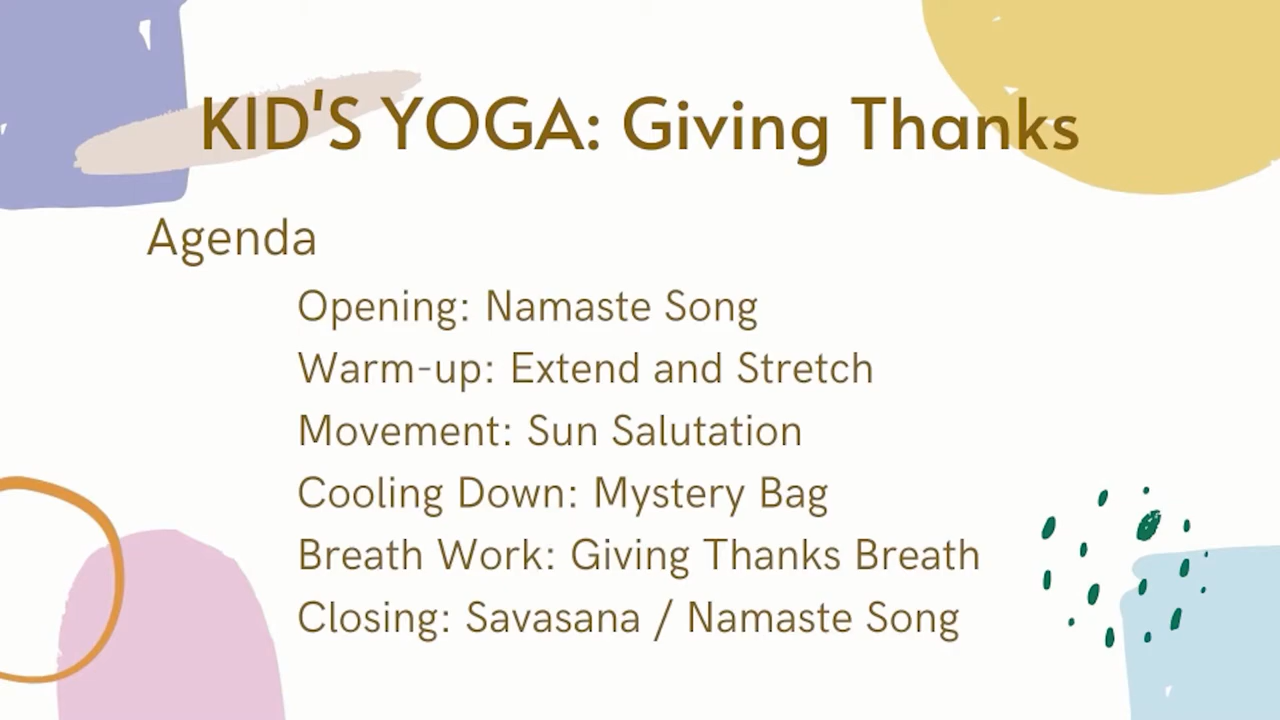 KID'S YOGA: Giving Thanks
Agenda
Opening: Namaste Song
Warm-up: Extend and Stretch
Movement: Sun Salutation
Cooling Down: Mystery Bag
Breath Work: Giving Thanks Breath
Closing: Savasana / Namaste Song